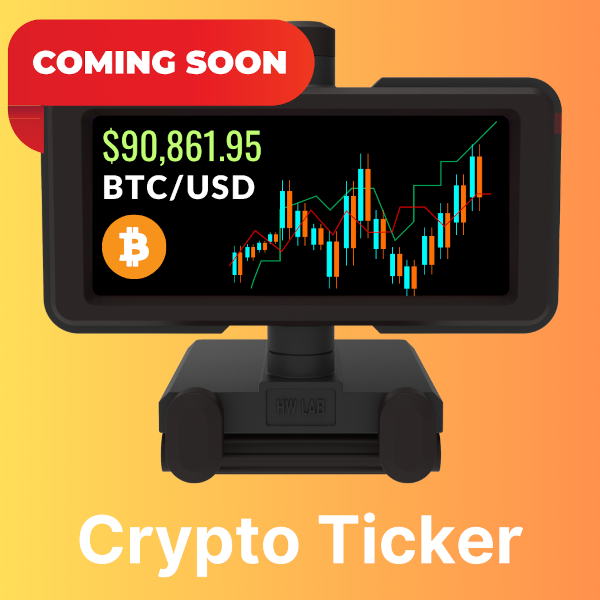 COMING SOON
$90,861.95
BTC/USD
₿
HW LAB
Crypto Ticker